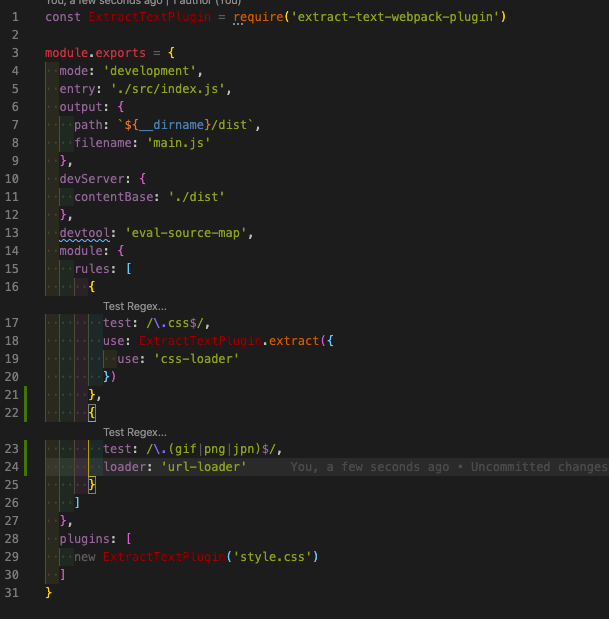 You, a few seconds ago | 1 author (You)
1 const ExtractTextPlugin = require('extract-text-webpack-plugin')
2
3 module.exports = {
4 mode: 'development',
5 entry: './src/index.js',
6 output: {
7 path: `${__dirname}/dist`,
8 filename: 'main.js'
9 },
10 devServer: {
11 contentBase: './dist'
12 },
13 devtool: 'eval-source-map',
14 module: {
15 rules: [
16 {
Test Regex...
17 test: /\.css$/,
18 use: ExtractTextPlugin.extract({
19 use: 'css-loader'
20 })
21 },
22 {
Test Regex...
23 test: /\.(gif|png|jpn)$/,
24 loader: 'url-loader' You, a few seconds ago • Uncommitted changes
25 }
26 ]
27 },
28 plugins: [
29 new ExtractTextPlugin('style.css')
30 ]
31 }